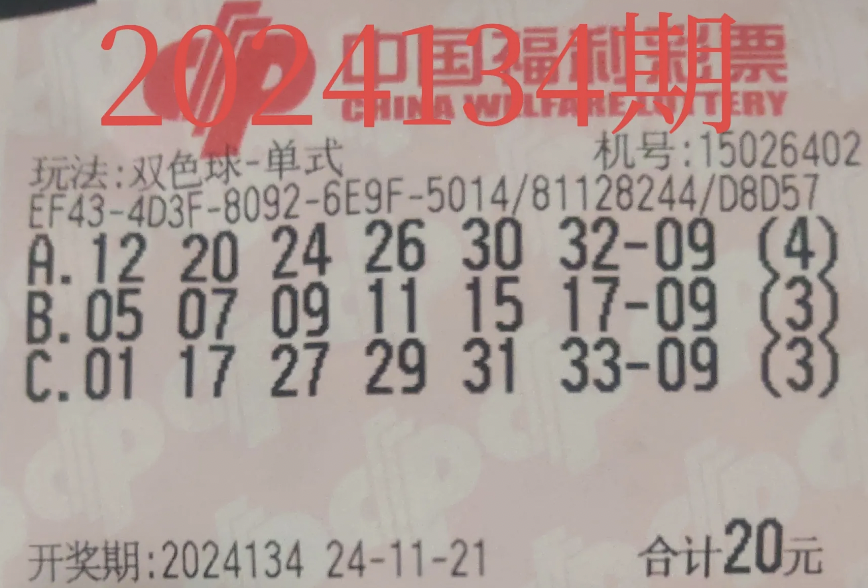 2024134期
中国福利彩票
CHINA WELFARE LOTTERY
玩法:双色球-单式 机号:15026402
EF43-4D3F-8092-6E9F-5014/81128244/D8D57
A.12 20 24 26 30 32-09 (4)
B.05 07 09 11 15 17-09 (3)
C.01 17 27 29 31 33-09 (3)
开奖期:2024134 24-11-21 合计20元